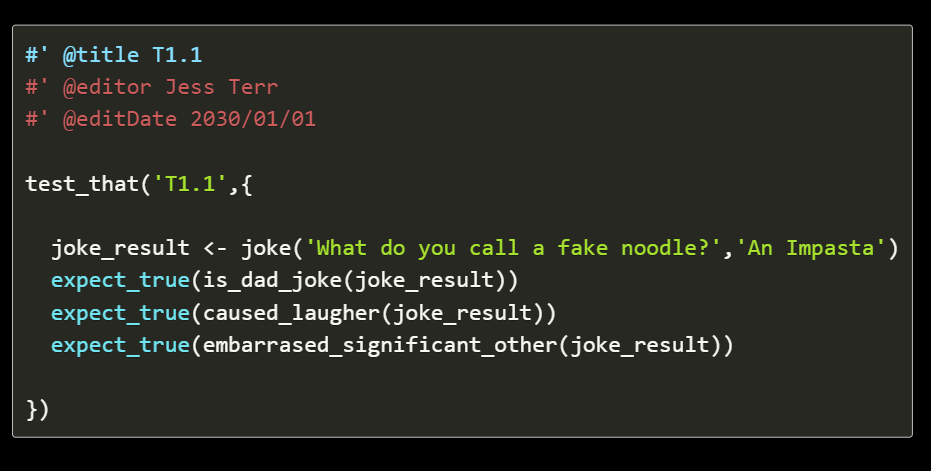 #' @title T1.1
#' @editor Jess Terr
#' @editDate 2030/01/01
test_that('T1.1',{
joke_result <- joke('What do you call a fake noodle?','An Impasta')
expect_true(is_dad_joke(joke_result))
expect_true(caused_laugher(joke_result))
expect_true(embarrased_significant_other(joke_result))
})